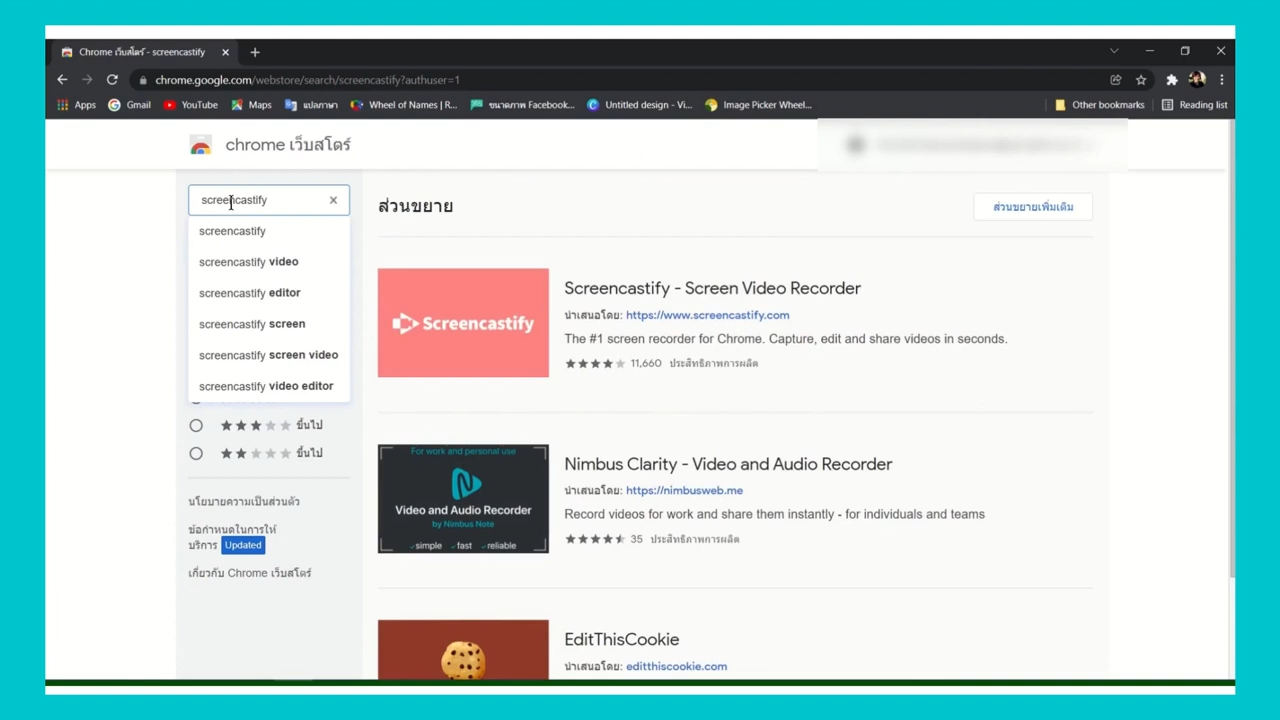 Chrome เว็บสโตร์ - screencastify
chrome.google.com/webstore/search/screencastify?authuser=1
Apps Gmail YouTube Maps แปลภาษา Wheel of Names | R... ขนาดภาพ Facebook... Untitled design - Vi... Image Picker Wheel... Other bookmarks Reading list
chrome เว็บสโตร์
screencastify
screencastify
screencastify video
screencastify editor
screencastify screen
screencastify screen video
screencastify video editor
ขึ้นไป
ขึ้นไป
นโยบายความเป็นส่วนตัว
ข้อกำหนดในการให้
บริการ Updated
เกี่ยวกับ Chrome เว็บสโตร์
ส่วนขยาย
ส่วนขยายเพิ่มเติม
Screencastify
Screencastify - Screen Video Recorder
นำเสนอโดย: https://www.screencastify.com
The #1 screen recorder for Chrome. Capture, edit and share videos in seconds.
11,660 ประสิทธิภาพการผลิต
For work and personal use
Video and Audio Recorder
by Nimbus Note
simple fast reliable
Nimbus Clarity - Video and Audio Recorder
นำเสนอโดย: https://nimbusweb.me
Record videos for work and share them instantly - for individuals and teams
35 ประสิทธิภาพการผลิต
EditThisCookie
นำเสนอโดย: editthiscookie.com